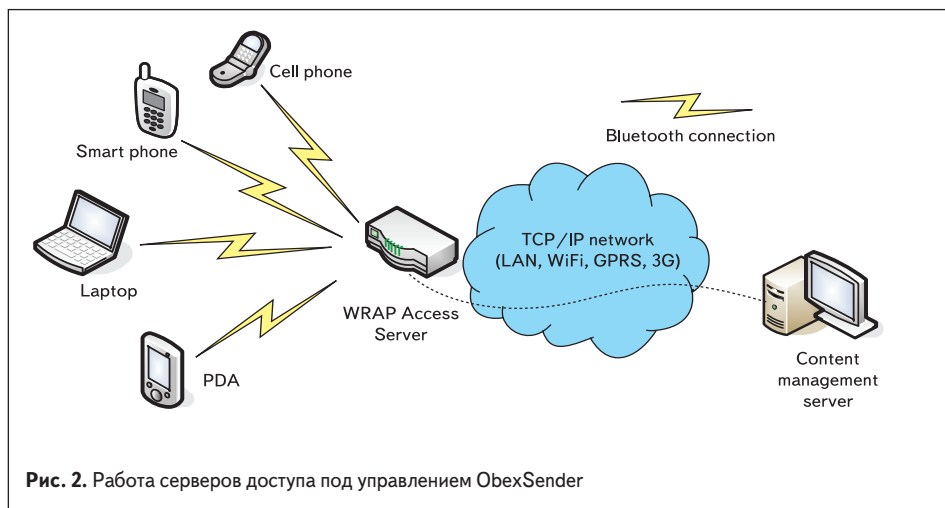 Cell phone
Smart phone
Bluetooth connection
TCP/IP network
(LAN, WiFi, GPRS, 3G)
Laptop
WRAP Access
Server
PDA
Content
management
server
Рис. 2. Работа серверов доступа под управлением ObexSender